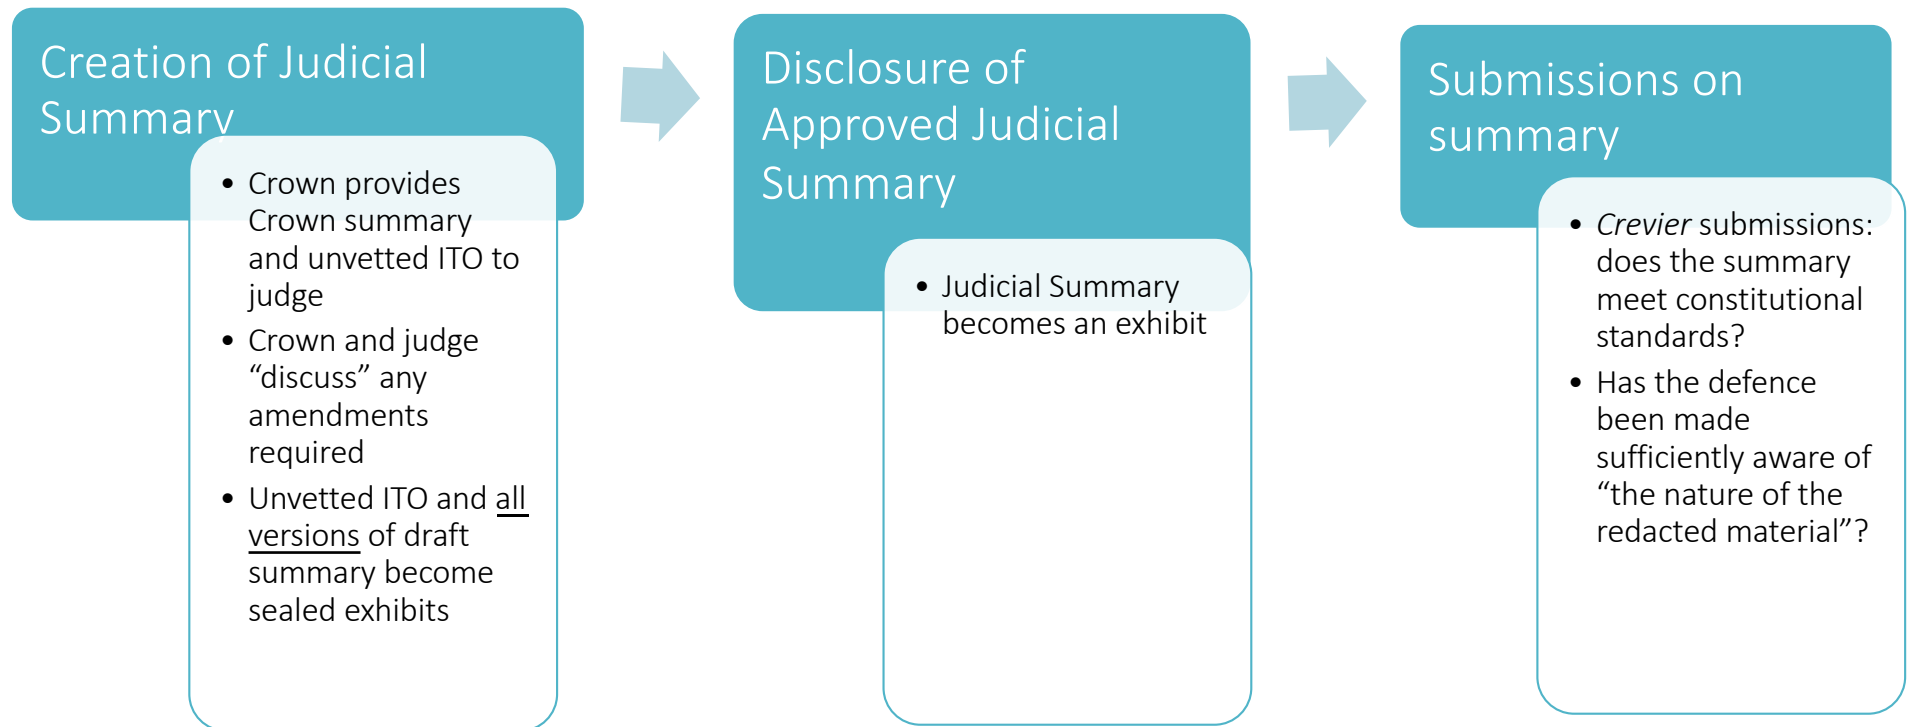 Creation of Judicial
Summary
• Crown provides
Crown summary
and unvetted ITO to
judge
• Crown and judge
“discuss” any
amendments
required
• Unvetted ITO and all
versions of draft
summary become
sealed exhibits
Disclosure of
Approved Judicial
Summary
• Judicial Summary
becomes an exhibit
Submissions on
summary
• Crevier submissions:
does the summary
meet constitutional
standards?
• Has the defence
been made
sufficiently aware of
“the nature of the
redacted material”?